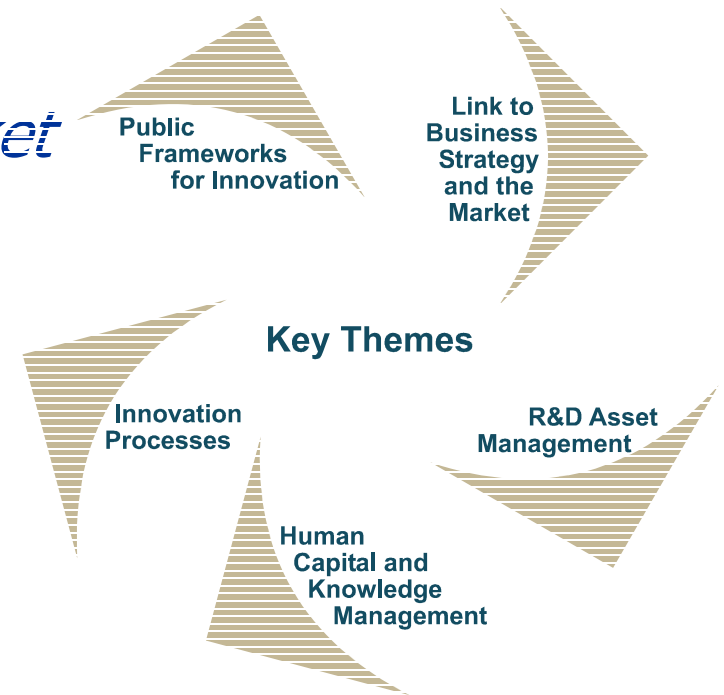 Public
Frameworks
for Innovation
Link to
Business
Strategy
and the
Market
Key Themes
Innovation
Processes
R&D Asset
Management
Human
Capital and
Knowledge
Management